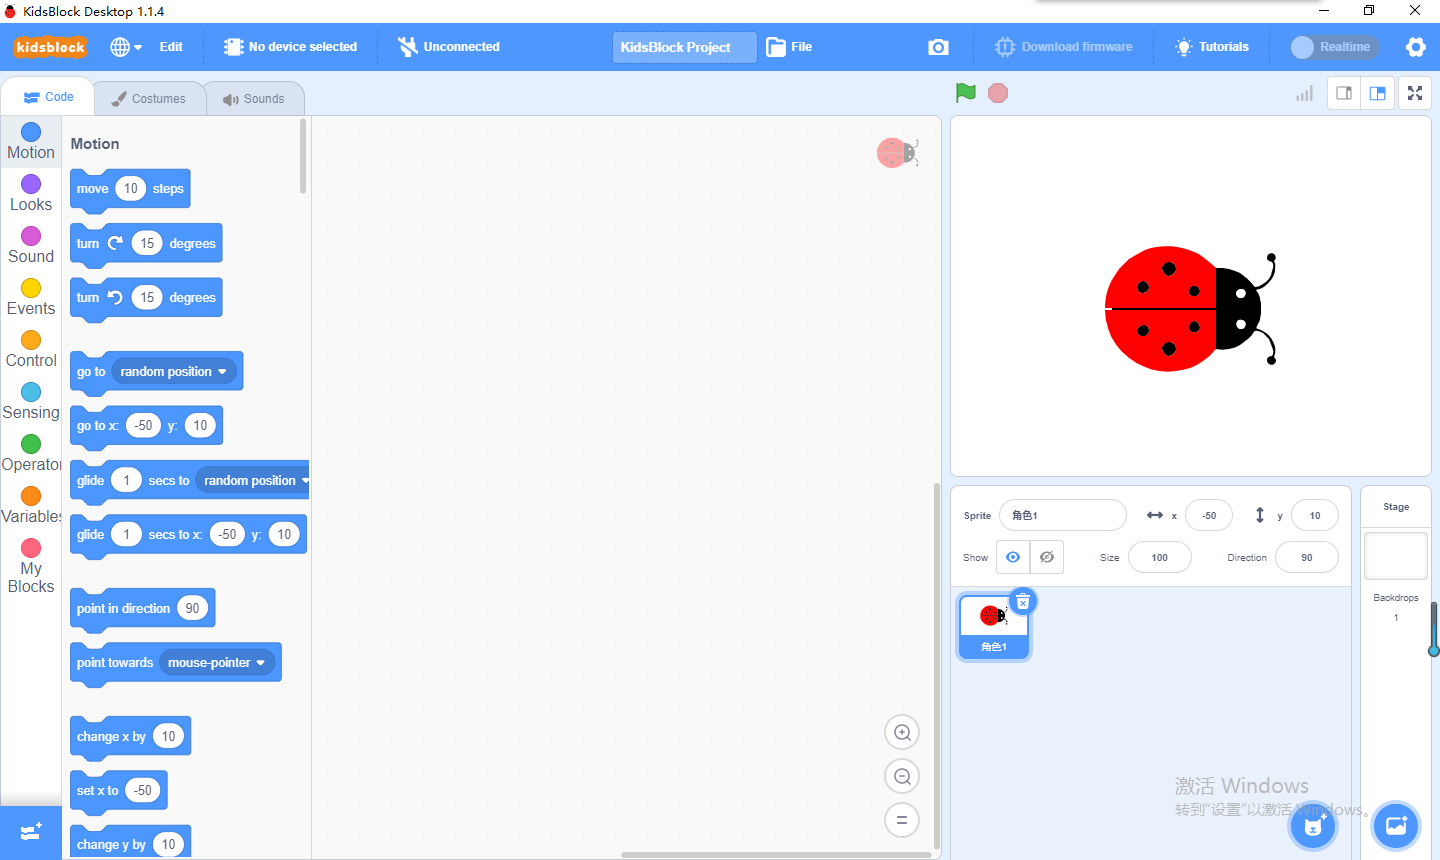 KidsBlock Desktop 1.1.4
kidsblock
Edit
No device selected
Unconnected
KidsBlock Project
File
Download firmware
Tutorials
Realtime
Code
Costumes
Sounds
Motion
Looks
Sound
Events
Control
Sensing
Operato
Variables
My
Blocks
Motion
move 10 steps
turn 15 degrees
turn 15 degrees
go to random position
go to x: -50 y: 10
glide 1 secs to random position
glide 1 secs to x: -50 y: 10
point in direction 90
point towards mouse-pointer
change x by 10
set x to -50
change y by 10
Sprite 角色1 x -50 y 10
Show Size 100 Direction 90
角色1
Stage
Backdrops
1
激活 Windows
转到“设置”以激活 Windows。